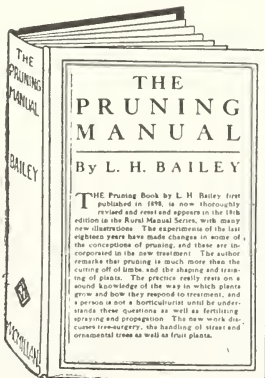 THE
PRUNING
MANUAL
BAILEY
MACMILLAN
THE
PRUNING
MANUAL
By L. H. BAILEY
THE Pruning Book by L. H. Bailey first
published in 1898, is now thoroughly
revised and reset and appears in the 18th
edition in the Rural Manual Series, with many
new illustrations The experiments of the last
eighteen years have made changes in some of
the conceptions of pruning, and these are in-
corporated in the new treatment The author
remarks that pruning is much more than the
cutting off of limbs, and the shaping and train-
ing of plants. The practice really rests on a
sound knowledge of the way in which plants
grow and how they respond to treatment, and
a person is not a horticulturist until he under-
stands these questions as well as fertilizing
spraying and propagation The new work dis-
cusses tree-surgery, the handling of street and
ornamental trees as well as fruit plants.